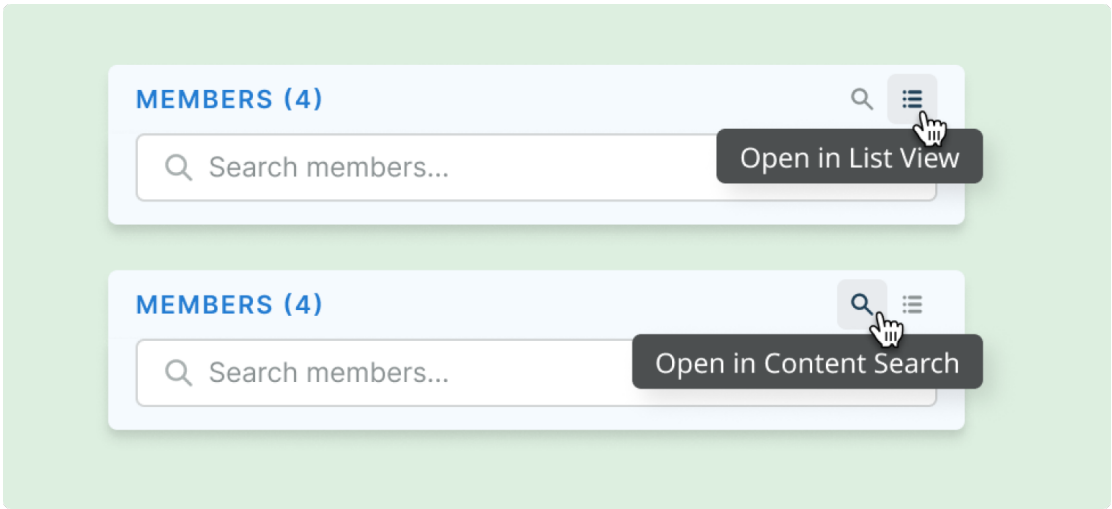 MEMBERS (4)
Search members...
Open in List View
MEMBERS (4)
Search members...
Open in Content Search